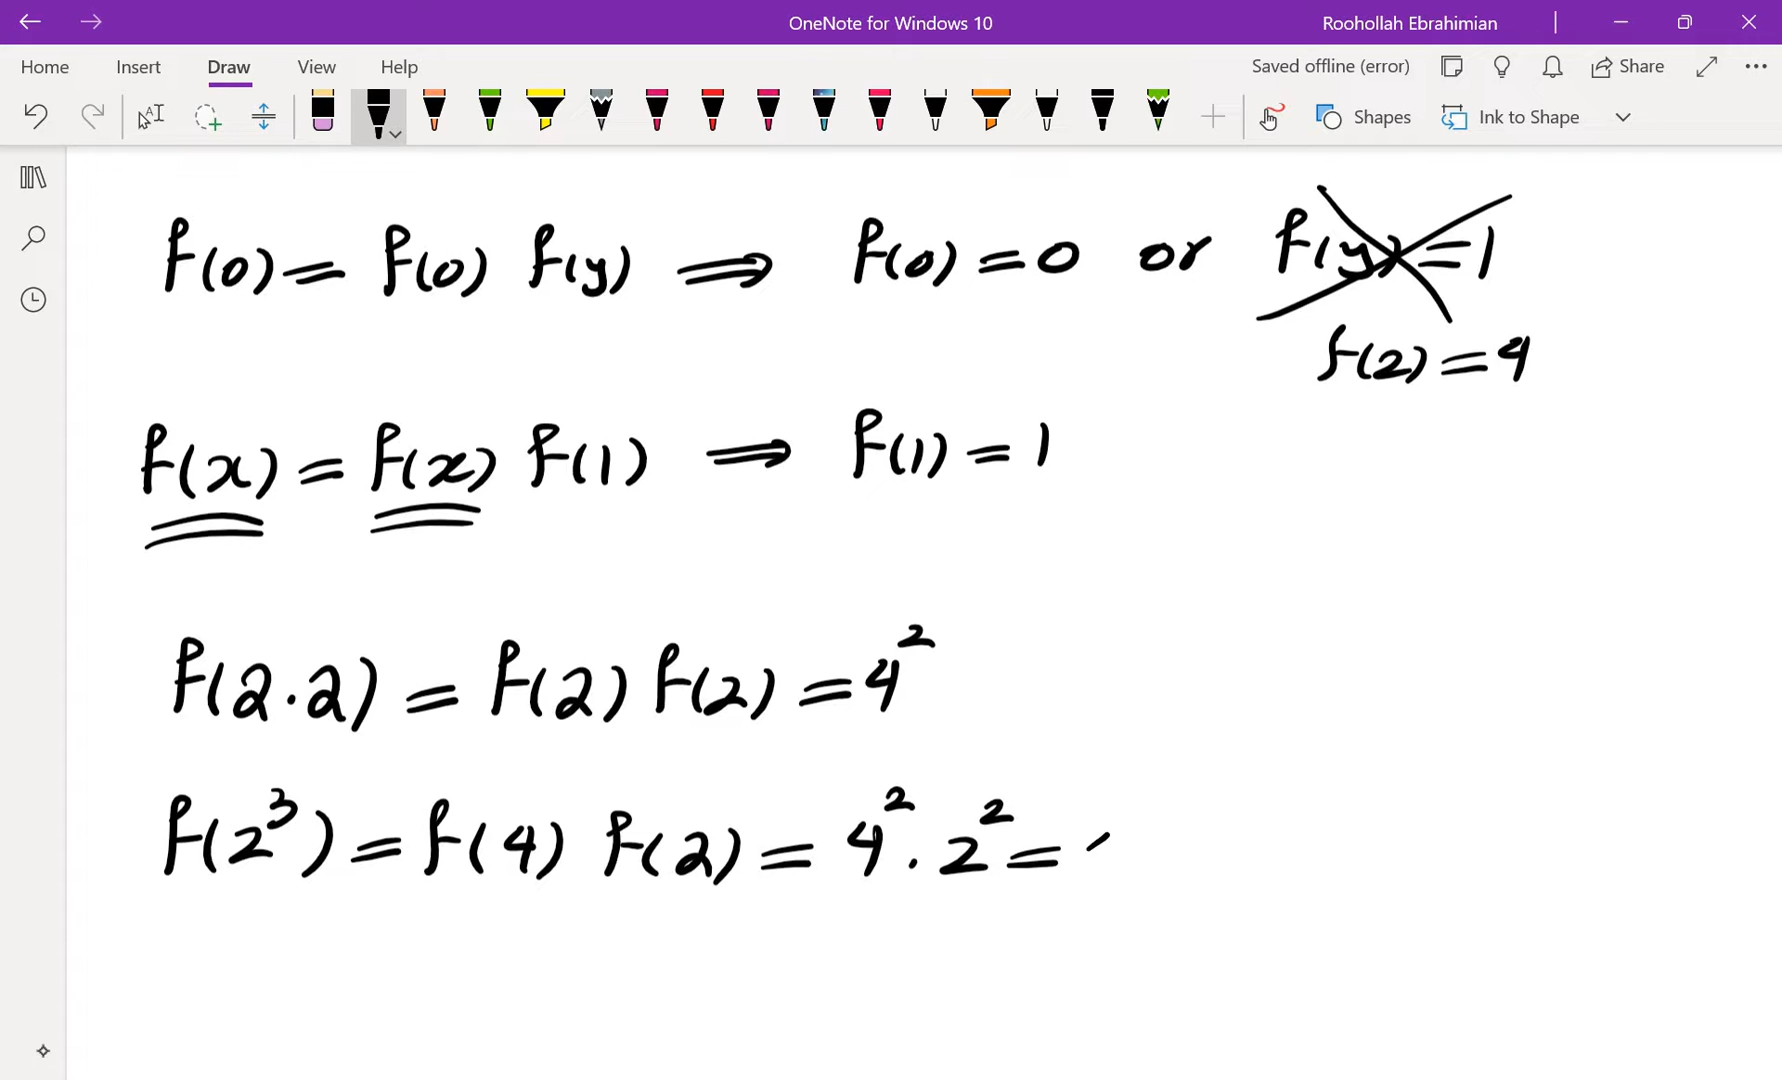 OneNote for Windows 10
Roohollah Ebrahimian
Home Insert Draw View Help
Saved offline (error) Share
Shapes Ink to Shape
f(0) = f(0) f(y) ⟹ f(0) = 0 or f(y) = 1
f(2) = 4
f(x) = f(x) f(1) ⟹ f(1) = 1
f(2·2) = f(2) f(2) = 4²
f(2³) = f(4) f(2) = 4² · 2² =